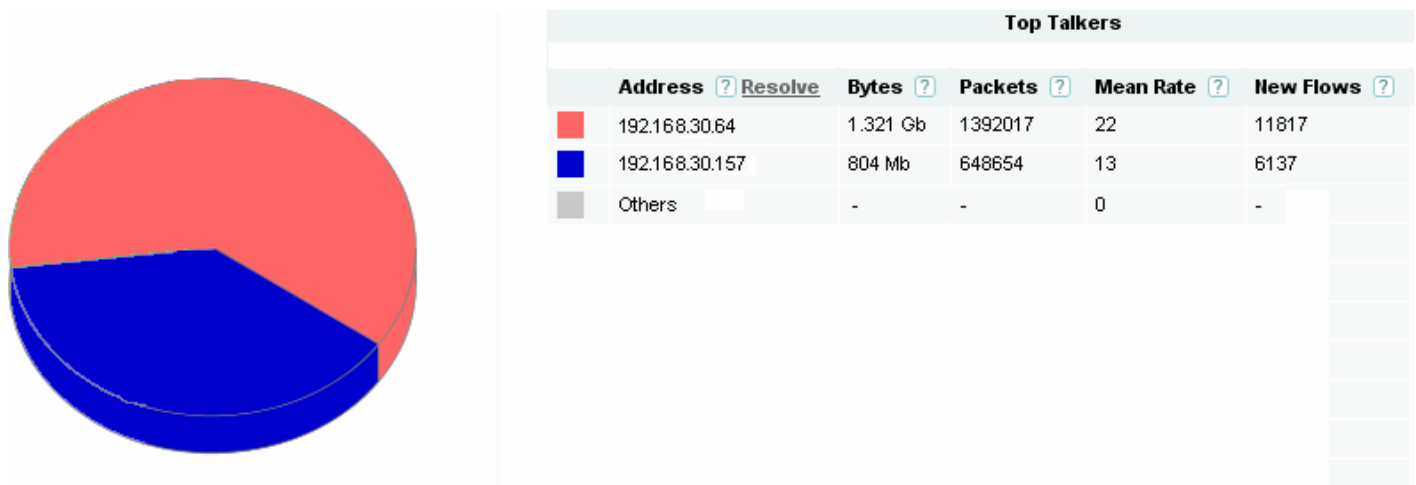 Top Talkers
Address ? Resolve Bytes ? Packets ? Mean Rate ? New Flows ?
192.168.30.64 1.321 Gb 1392017 22 11817
192.168.30.157 804 Mb 648654 13 6137
Others - - 0 -